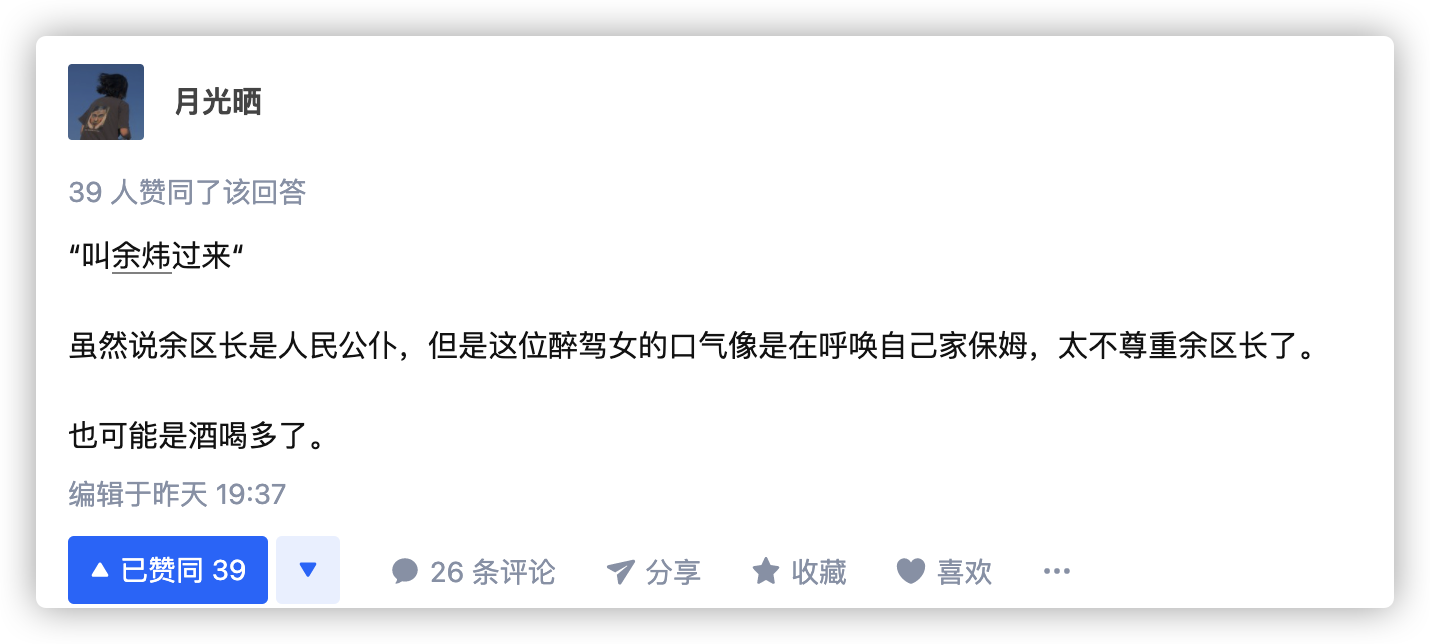 月光晒
39 人赞同了该回答
“叫余炜过来“
虽然说余区长是人民公仆，但是这位醉驾女的口气像是在呼唤自己家保姆，太不尊重余区长了。
也可能是酒喝多了。
编辑于昨天 19:37
已赞同 39
26 条评论
分享
收藏
喜欢